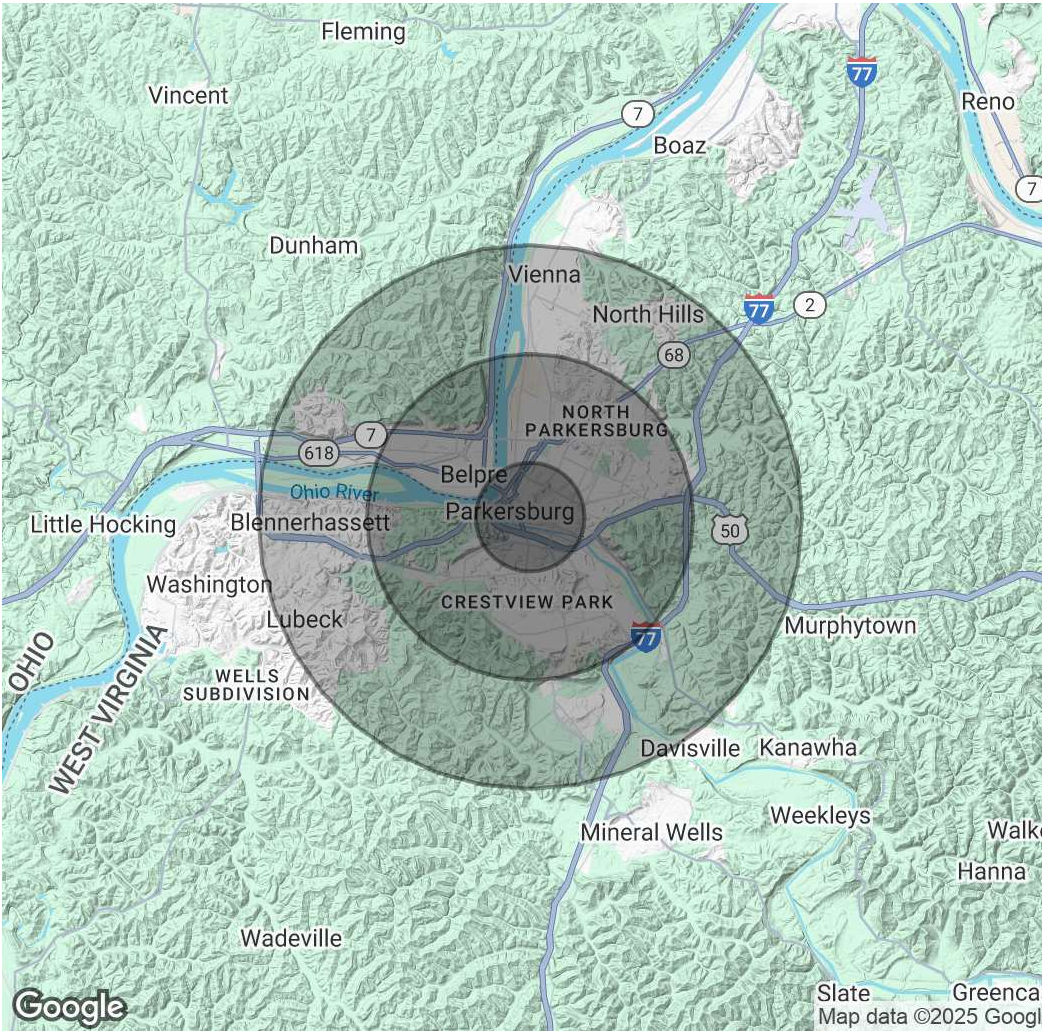 Fleming
77
Vincent
Reno
7
Boaz
7
Dunham
Vienna
77
2
North Hills
68
NORTH
PARKERSBURG
7
618
Belpre
Ohio River
Parkersburg
Little Hocking
Blennerhassett
50
Washington
CRESTVIEW PARK
Lubeck
Murphytown
77
OHIO
WEST VIRGINIA
WELLS
SUBDIVISION
Davisville
Kanawha
Weekleys
Mineral Wells
Walk
Hanna
Wadeville
Slate
Greenca
Google
Map data ©2025 Googl